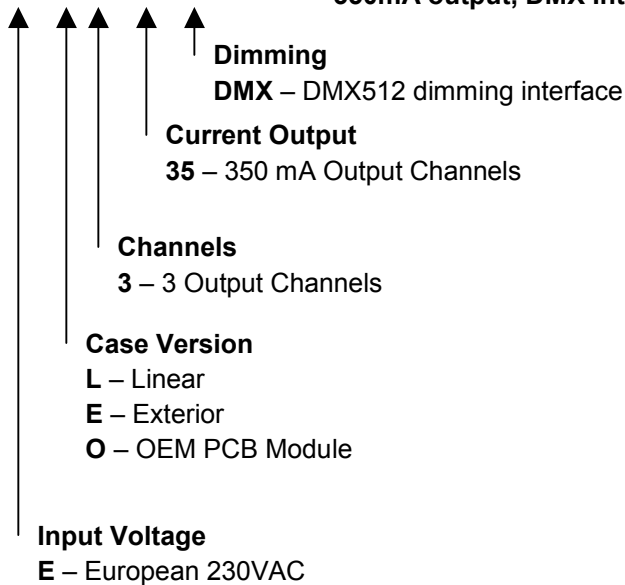 Dimming
DMX – DMX512 dimming interface
Current Output
35 – 350 mA Output Channels
Channels
3 – 3 Output Channels
Case Version
L – Linear
E – Exterior
O – OEM PCB Module
Input Voltage
E – European 230VAC